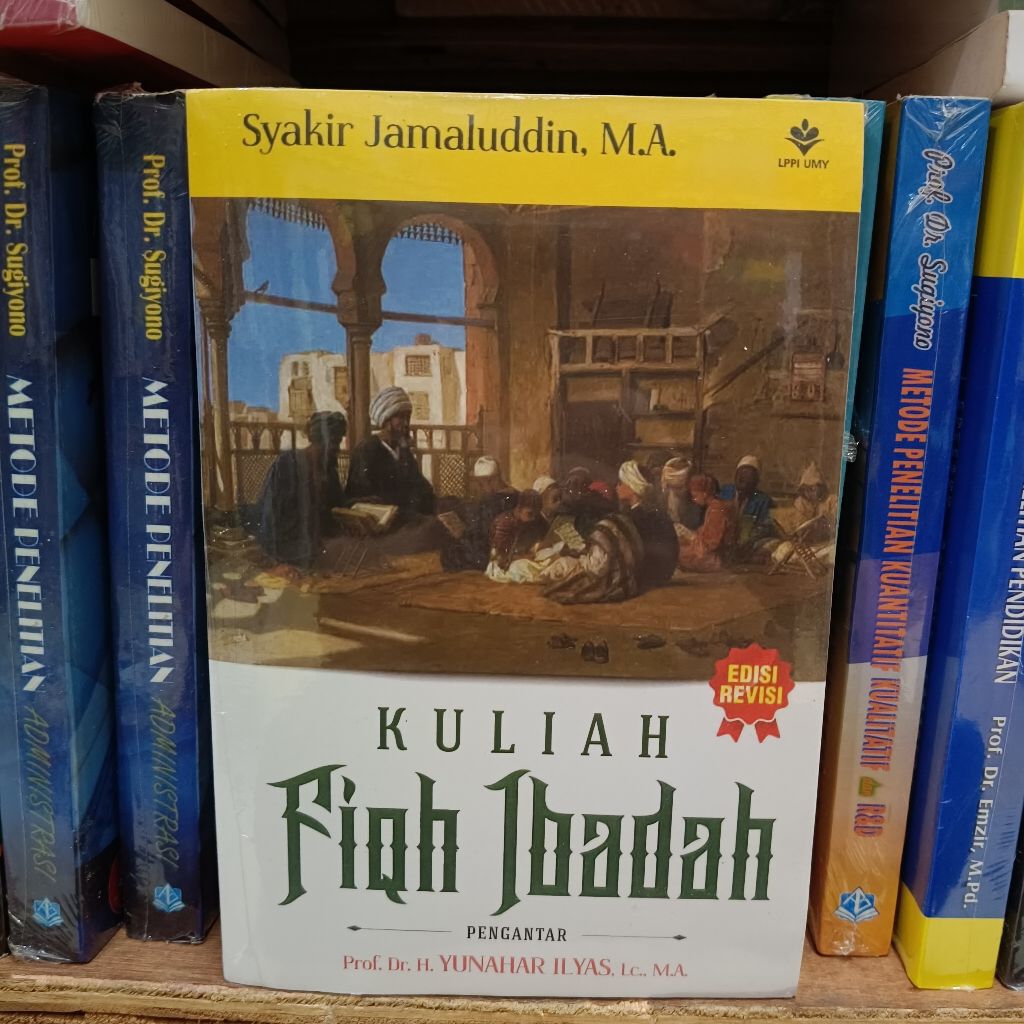 Syakir Jamaluddin, M.A.
LPPI UMY
EDISI
REVISI
KULIAH
Fiqh Ibadah
PENGANTAR
Prof. Dr. H. YUNAHAR ILYAS, Lc., M.A.
Prof. Dr. Sugiyono
METODE PENELITIAN ADMINISTRASI
Prof. Dr. Sugiyono
METODE PENELITIAN ADMINISTRASI
Prof. Dr. Sugiyono
METODE PENELITIAN KUANTITATIF KUALITATIF dan R&D
PENDIDIKAN
Prof. Dr. Emzir, M.Pd.